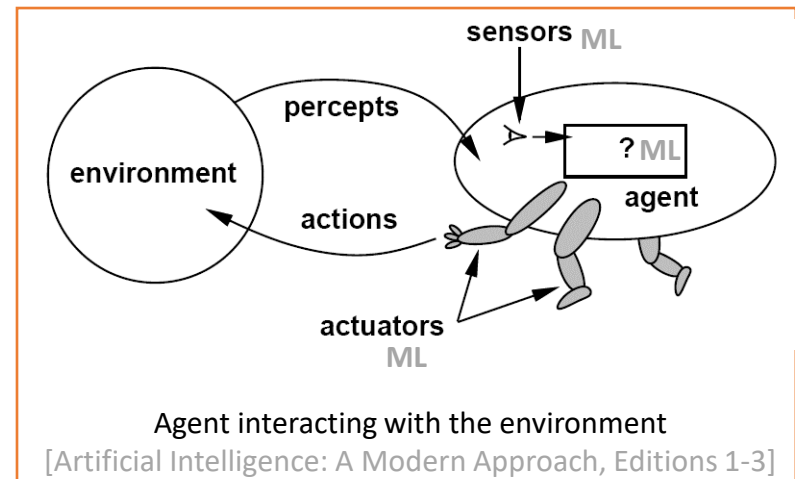 sensors ML
percepts
? ML
environment
agent
actions
actuators
ML
Agent interacting with the environment
[Artificial Intelligence: A Modern Approach, Editions 1-3]